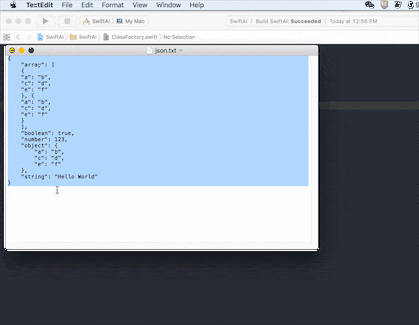 TextEdit File Edit Format View Window Help
SwiftAI My Mac SwiftAI Build SwiftAI: Succeeded Today at 12:56 PM
SwiftAI SwiftAI ClassFactory.swift No Selection
json.txt
{
"array": [
{
"a": "b",
"c": "d",
"e": "f"
}, {
"a": "b",
"c": "d",
"e": "f"
}
],
"boolean": true,
"number": 123,
"object": {
"a": "b",
"c": "d",
"e": "f"
},
"string": "Hello World"
}